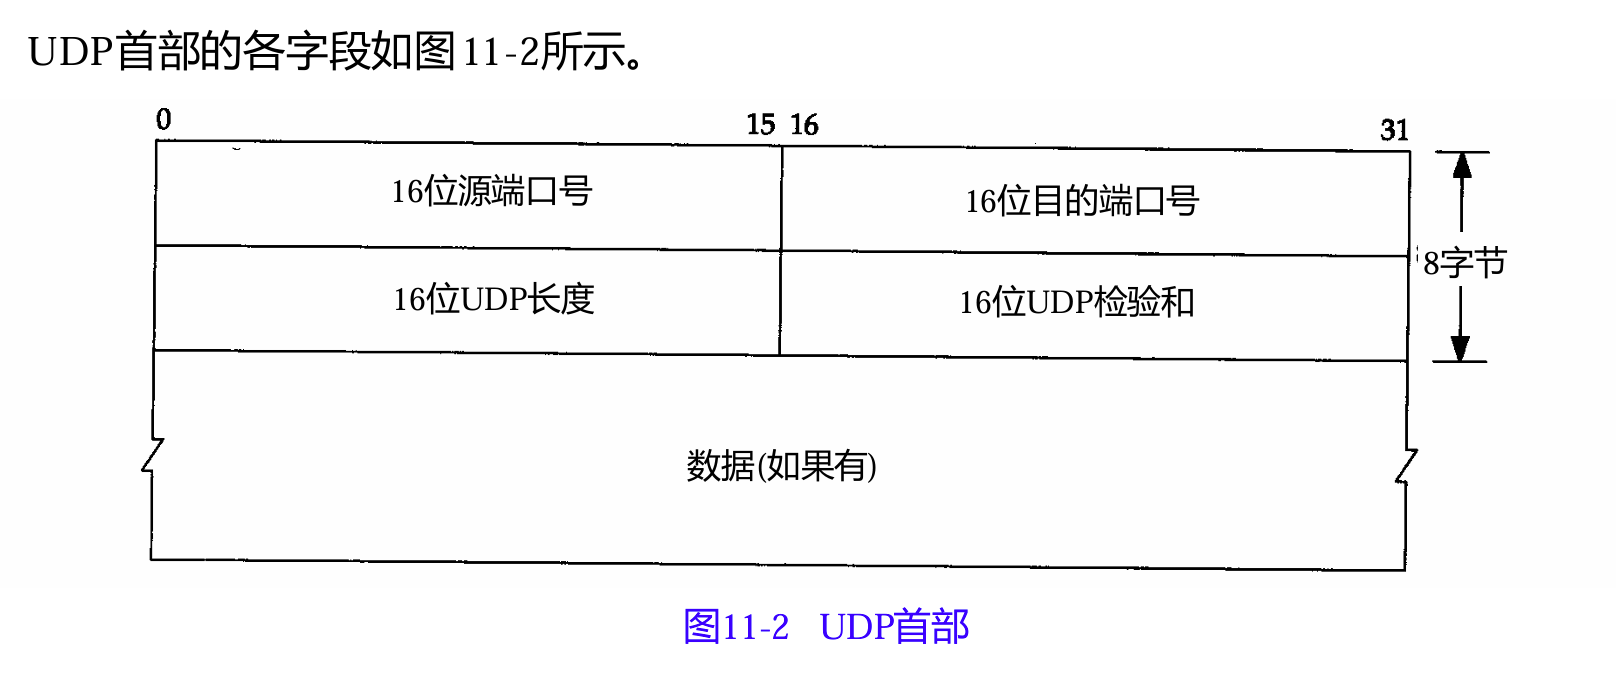 UDP首部的各字段如图11-2所示。
0 15 16 31
16位源端口号 16位目的端口号
8字节
16位UDP长度 16位UDP检验和
数据(如果有)
图11-2 UDP首部